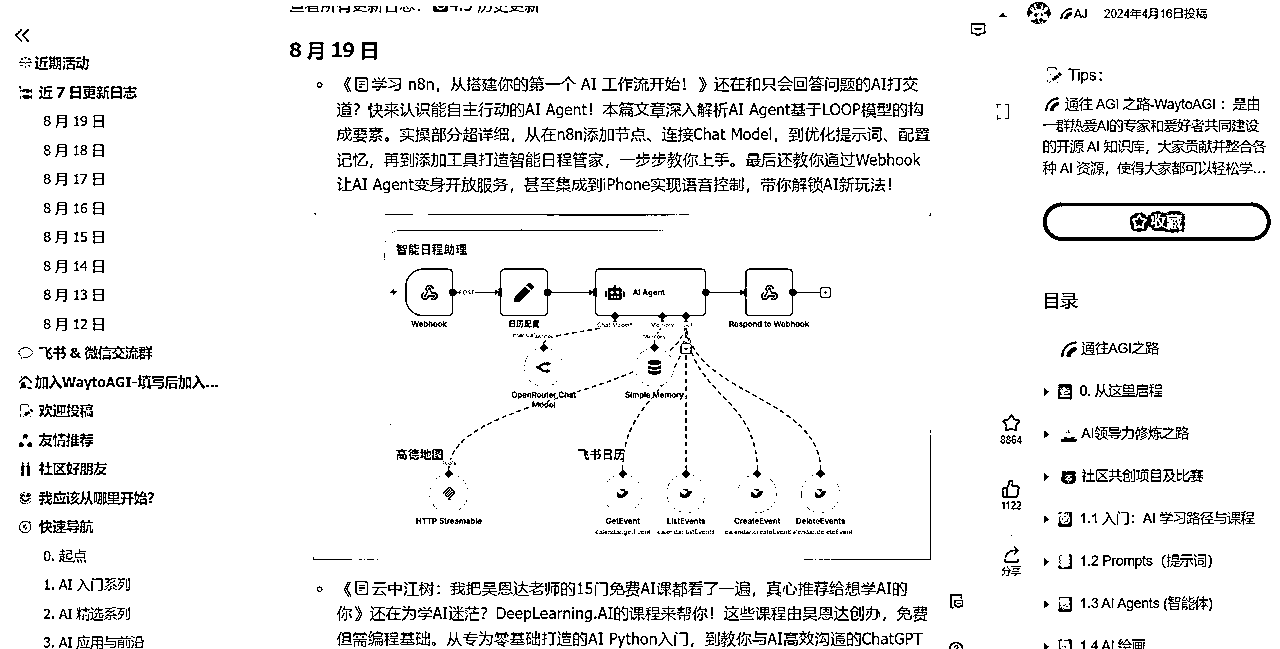 近期活动
近 7 日更新日志
8 月 19 日
8 月 18 日
8 月 17 日
8 月 16 日
8 月 15 日
8 月 14 日
8 月 13 日
8 月 12 日
飞书 & 微信交流群
加入WaytoAGI-填写后加入...
欢迎投稿
友情推荐
社区好朋友
我应该从哪里开始?
快速导航
0. 起点
1. AI 入门系列
2. AI 精选系列
3. AI 应用与前沿
8 月 19 日
《学习 n8n，从搭建你的第一个 AI 工作流开始！》还在和只会回答问题的AI打交
道？快来认识能自主行动的AI Agent！本篇文章深入解析AI Agent基于LOOP模型的构
成要素。实操部分超详细，从在n8n添加节点、连接Chat Model，到优化提示词、配置
记忆，再到添加工具打造智能日程管家，一步步教你上手。最后还教你通过Webhook
让AI Agent变身开放服务，甚至集成到iPhone实现语音控制，带你解锁AI新玩法！
智能日程助理
Webhook
POST
日历配置
AI Agent
Respond to Webhook
Chat Model
Memory
OpenRouter Chat
Model
Simple Memory
高德地图
飞书日历
HTTP Streamable
GetEvent
ListEvents
CreateEvent
DeleteEvents
《云中江树：我把吴恩达老师的15门免费AI课都看了一遍，真心推荐给想学AI的
你》还在为学AI迷茫？DeepLearning.AI的课程来帮你！这些课程由吴恩达创办，免费
但需编程基础。从专为零基础打造的AI Python入门，到教你与AI高效沟通的ChatGPT
AJ 2024年4月16日投稿
Tips：
通往 AGI 之路-WaytoAGI ：是由
一群热爱AI的专家和爱好者共同建设
的开源 AI 知识库，大家贡献并整合各
种 AI 资源，使得大家都可以轻松学...
收藏
目录
通往AGI之路
0. 从这里启程
AI领导力修炼之路
社区共创项目及比赛
1.1 入门：AI 学习路径与课程
1.2 Prompts（提示词）
1.3 AI Agents (智能体)
1.4 AI 绘画
8864
1122
分享